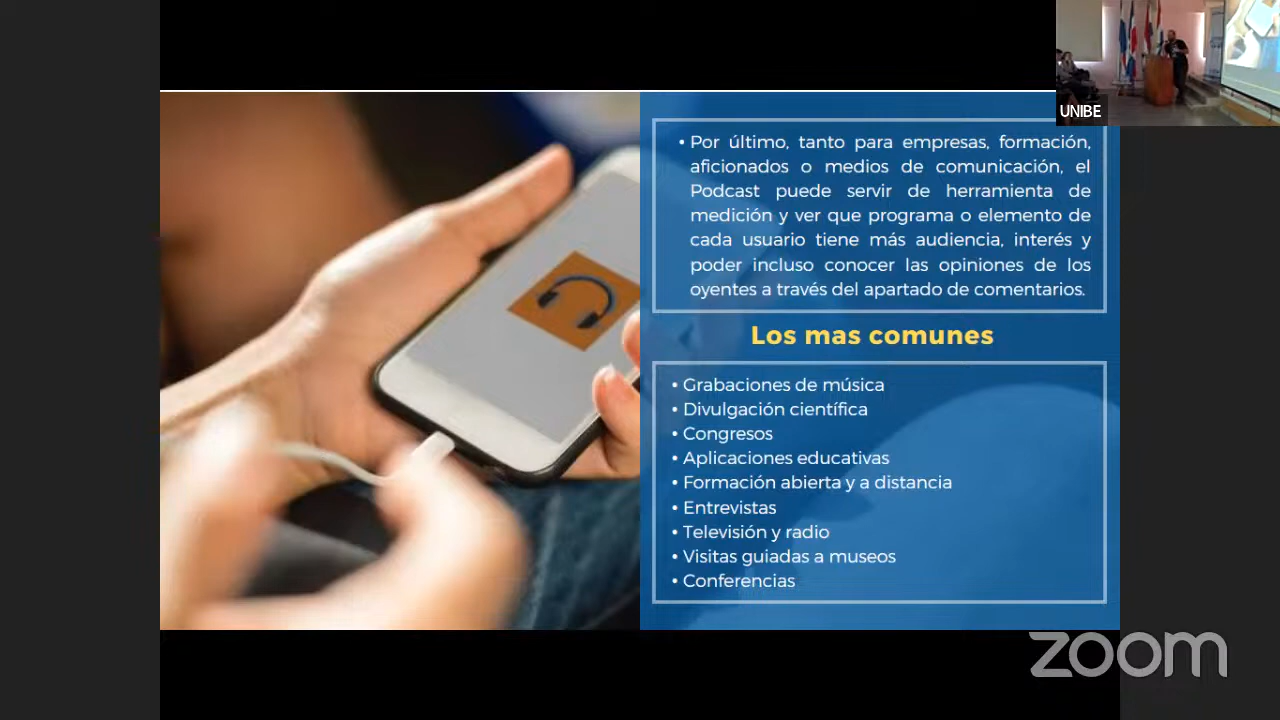 UNIBE
• Por último, tanto para empresas, formación,
aficionados o medios de comunicación, el
Podcast puede servir de herramienta de
medición y ver que programa o elemento de
cada usuario tiene más audiencia, interés y
poder incluso conocer las opiniones de los
oyentes a través del apartado de comentarios.
Los mas comunes
• Grabaciones de música
• Divulgación científica
• Congresos
• Aplicaciones educativas
• Formación abierta y a distancia
• Entrevistas
• Televisión y radio
• Visitas guiadas a museos
• Conferencias
zoom